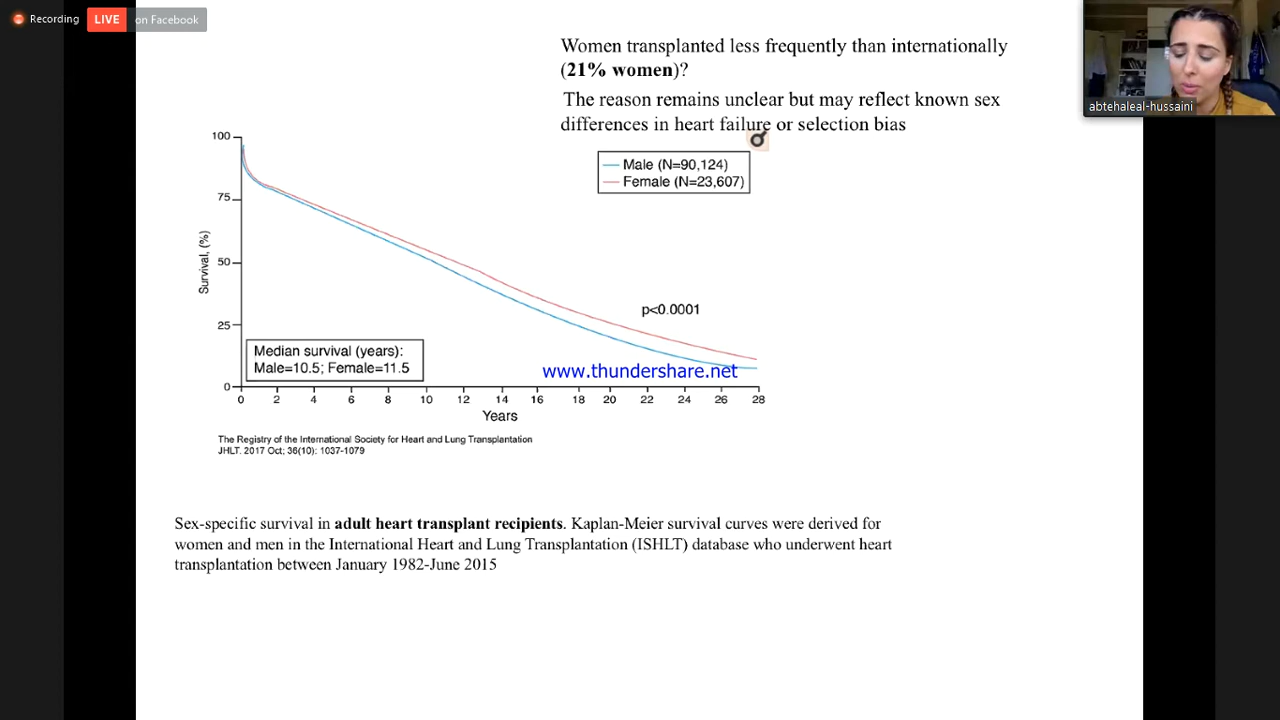 Recording
LIVE on Facebook
abtehaleal-hussaini
Women transplanted less frequently than internationally
(21% women)?
The reason remains unclear but may reflect known sex
differences in heart failure or selection bias
Male (N=90,124)
Female (N=23,607)
Survival, (%)
100
75
50
25
0
p<0.0001
Median survival (years):
Male=10.5; Female=11.5
www.thundershare.net
0 2 4 6 8 10 12 14 16 18 20 22 24 26 28
Years
The Registry of the International Society for Heart and Lung Transplantation
JHLT. 2017 Oct; 36(10): 1037-1079
Sex-specific survival in adult heart transplant recipients. Kaplan-Meier survival curves were derived for
women and men in the International Heart and Lung Transplantation (ISHLT) database who underwent heart
transplantation between January 1982-June 2015